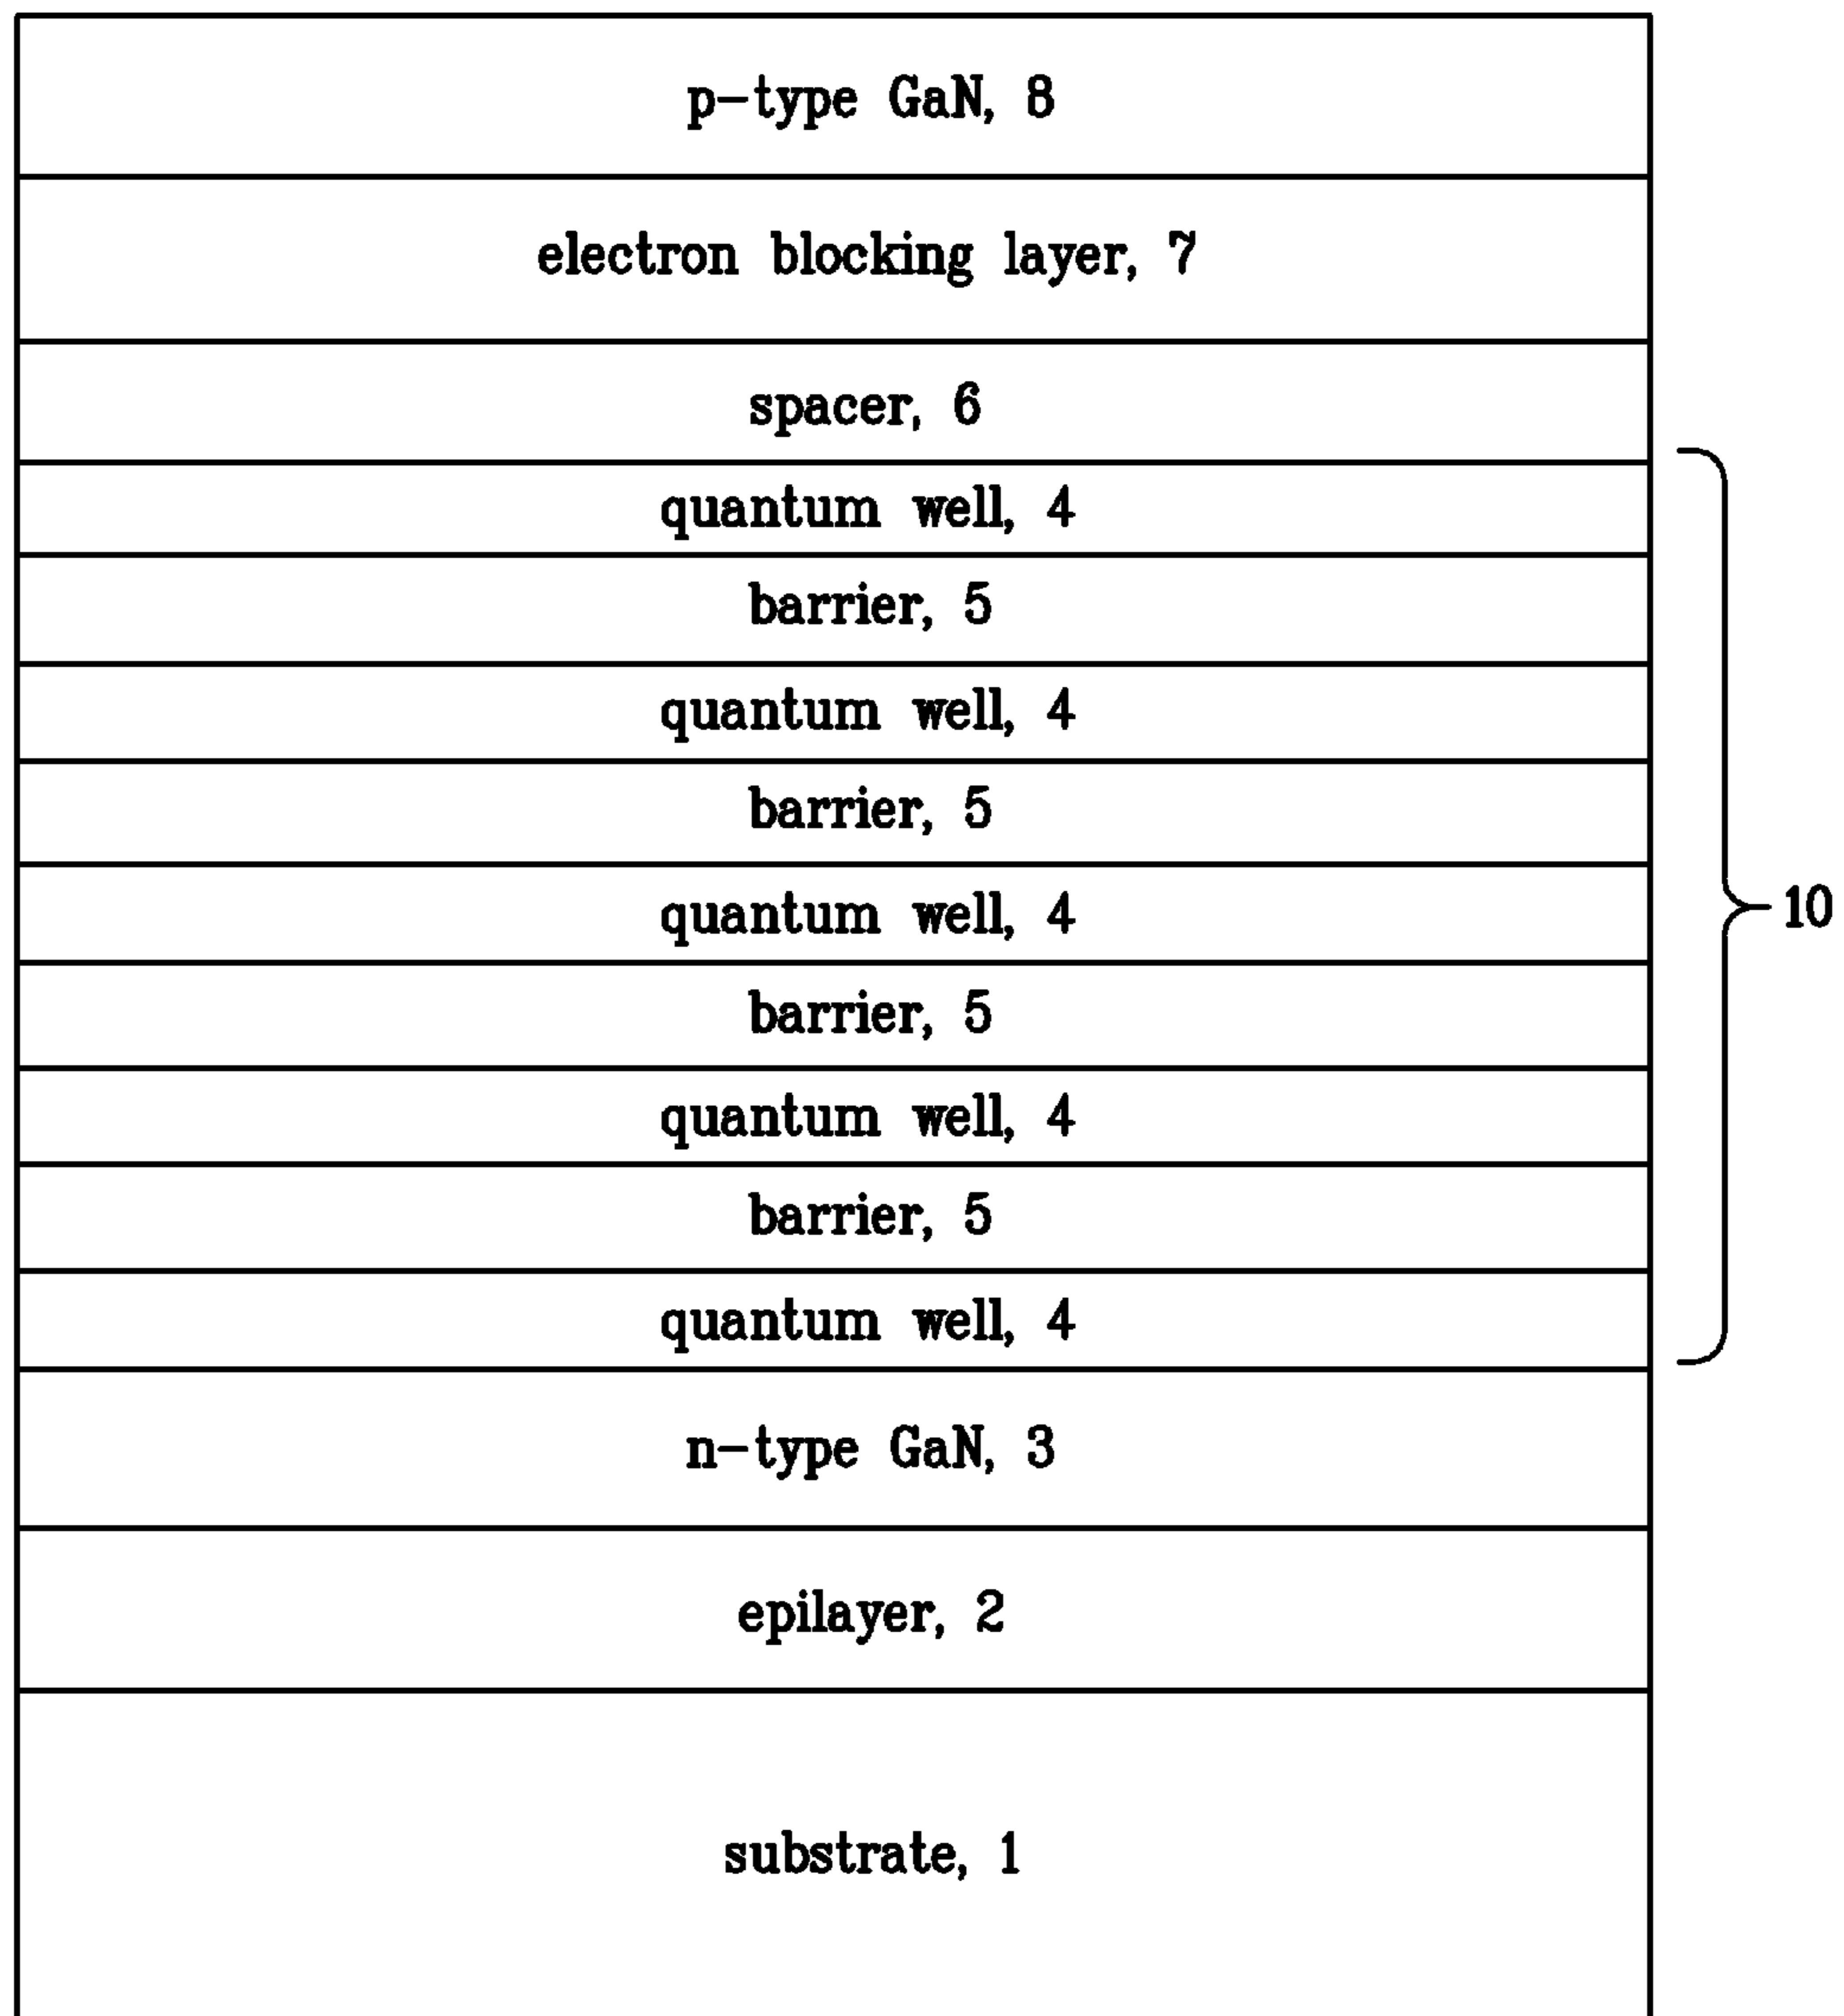 p-type GaN, 8
electron blocking layer, 7
spacer, 6
quantum well, 4
barrier, 5
quantum well, 4
barrier, 5
quantum well, 4
10
barrier, 5
quantum well, 4
barrier, 5
quantum well, 4
n-type GaN, 3
epilayer, 2
substrate, 1